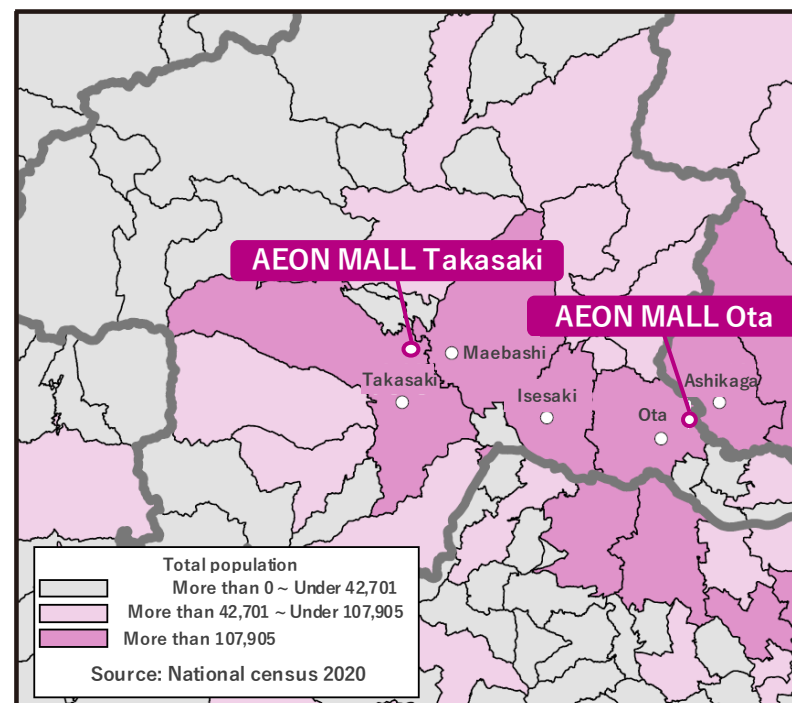 AEON MALL Takasaki
AEON MALL Ota
Maebashi
Takasaki
Ashikaga
Isesaki
Ota
Total population
More than 0 ~ Under 42,701
More than 42,701 ~ Under 107,905
More than 107,905
Source: National census 2020